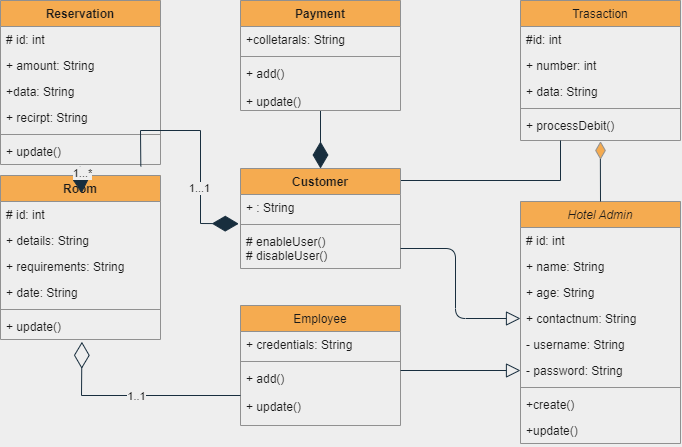 Reservation
# id: int
+ amount: String
+data: String
+ recirpt: String
+ update()
1...*
Room
# id: int
+ details: String
+ requirements: String
+ date: String
+ update()
1..1
1..1
Payment
+colletarals: String
+ add()
+ update()
Customer
+ : String
# enableUser()
# disableUser()
Employee
+ credentials: String
+ add()
+ update()
Trasaction
#id: int
+ number: int
+ data: String
+ processDebit()
Hotel Admin
# id: int
+ name: String
+ age: String
+ contactnum: String
- username: String
- password: String
+create()
+update()